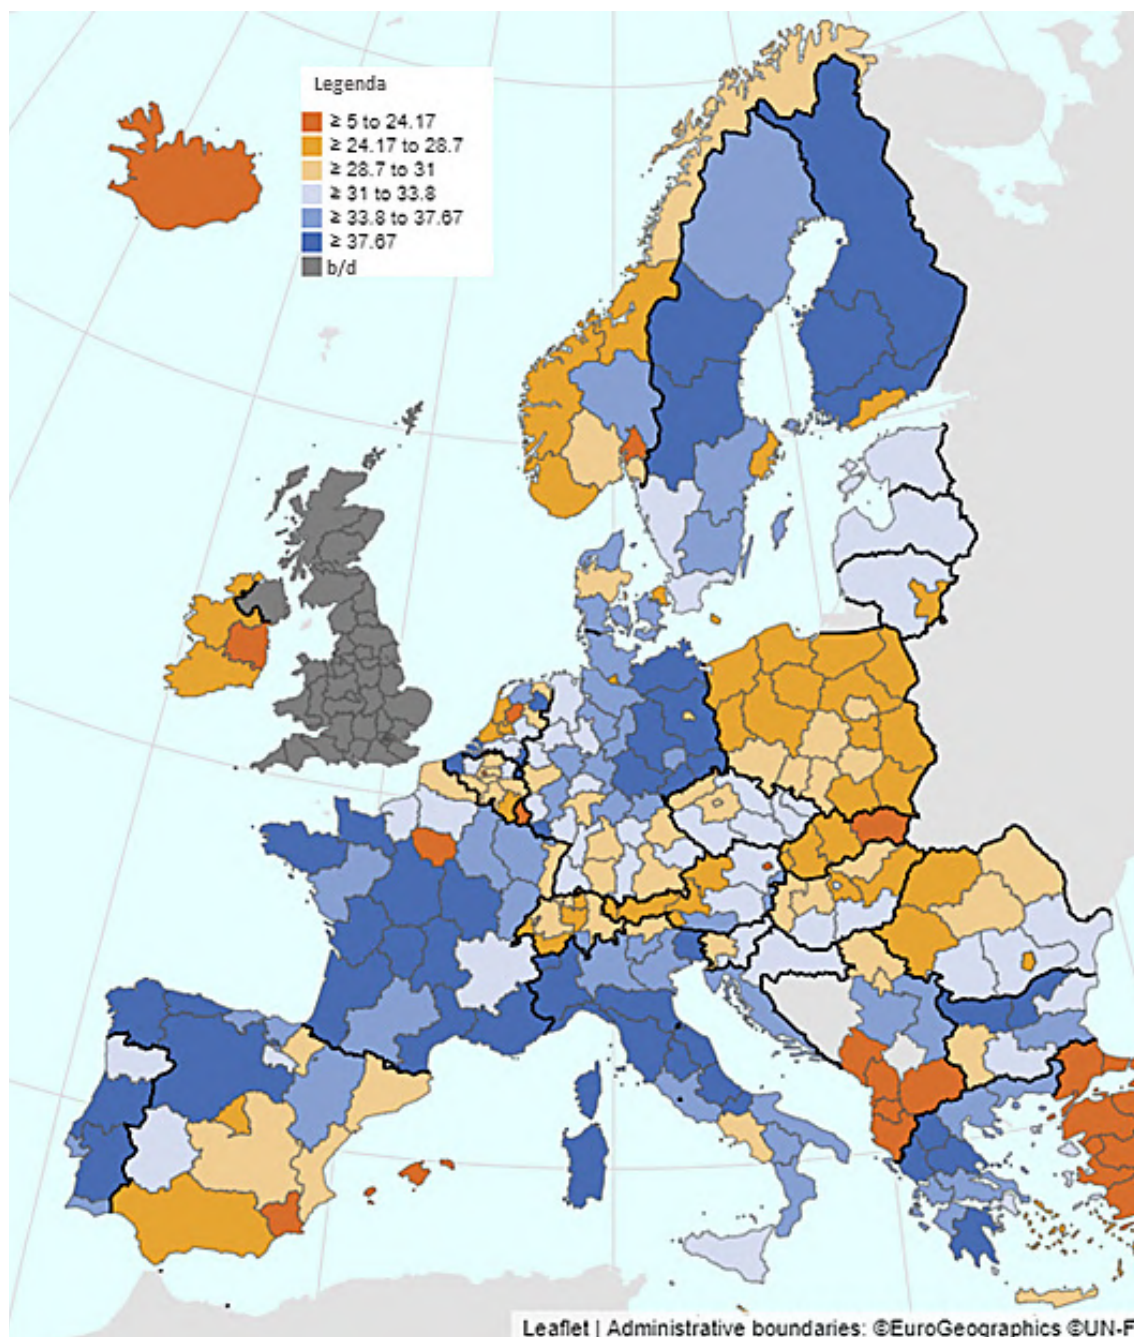 Legenda
≥ 5 to 24.17
≥ 24.17 to 28.7
≥ 28.7 to 31
≥ 31 to 33.8
≥ 33.8 to 37.67
≥ 37.67
b/d
Leaflet | Administrative boundaries: ©EuroGeographics ©UN-F